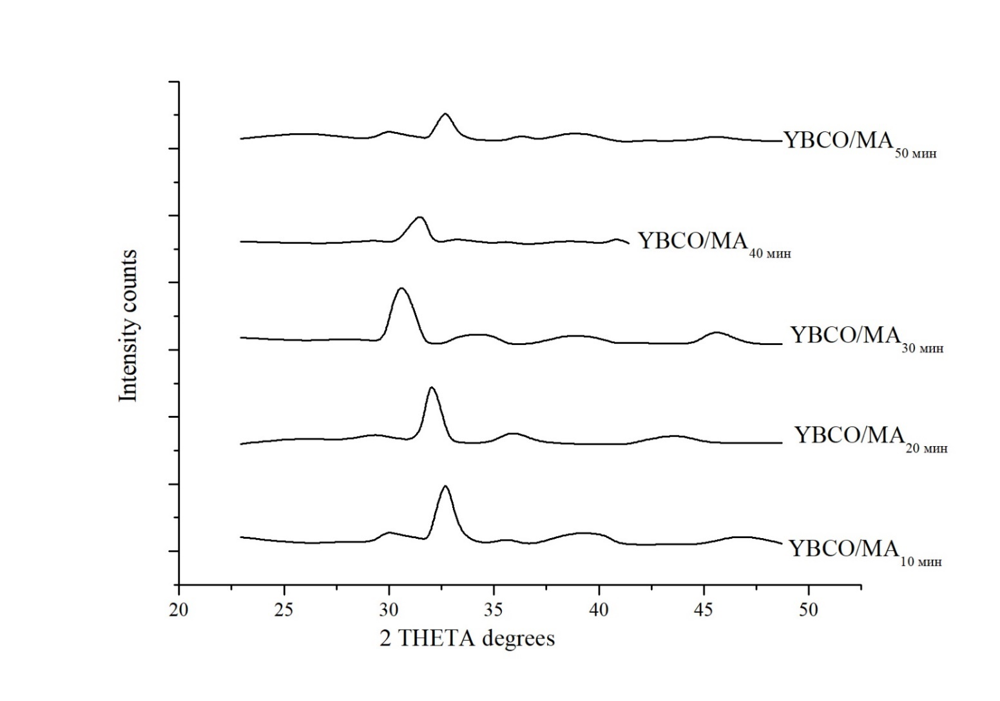 YBCO/MA50 мин
YBCO/MA40 мин
Intensity counts
YBCO/MA30 мин
YBCO/MA20 мин
YBCO/MA10 мин
20 25 30 35 40 45 50
2 THETA degrees